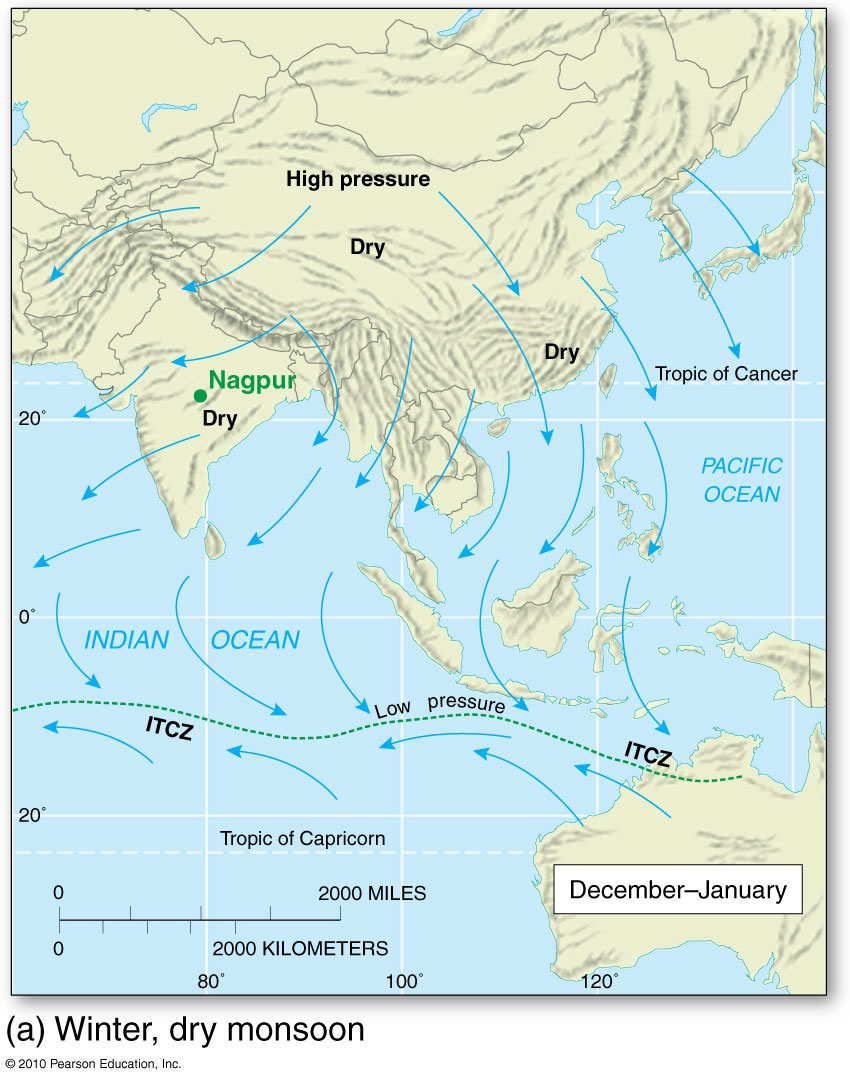 High pressure
Dry
Dry
Tropic of Cancer
Nagpur
20°
Dry
PACIFIC
OCEAN
0°
INDIAN OCEAN
Low pressure
ITCZ
ITCZ
20°
Tropic of Capricorn
0 2000 MILES
0 2000 KILOMETERS
December–January
80° 100° 120°
(a) Winter, dry monsoon
© 2010 Pearson Education, Inc.